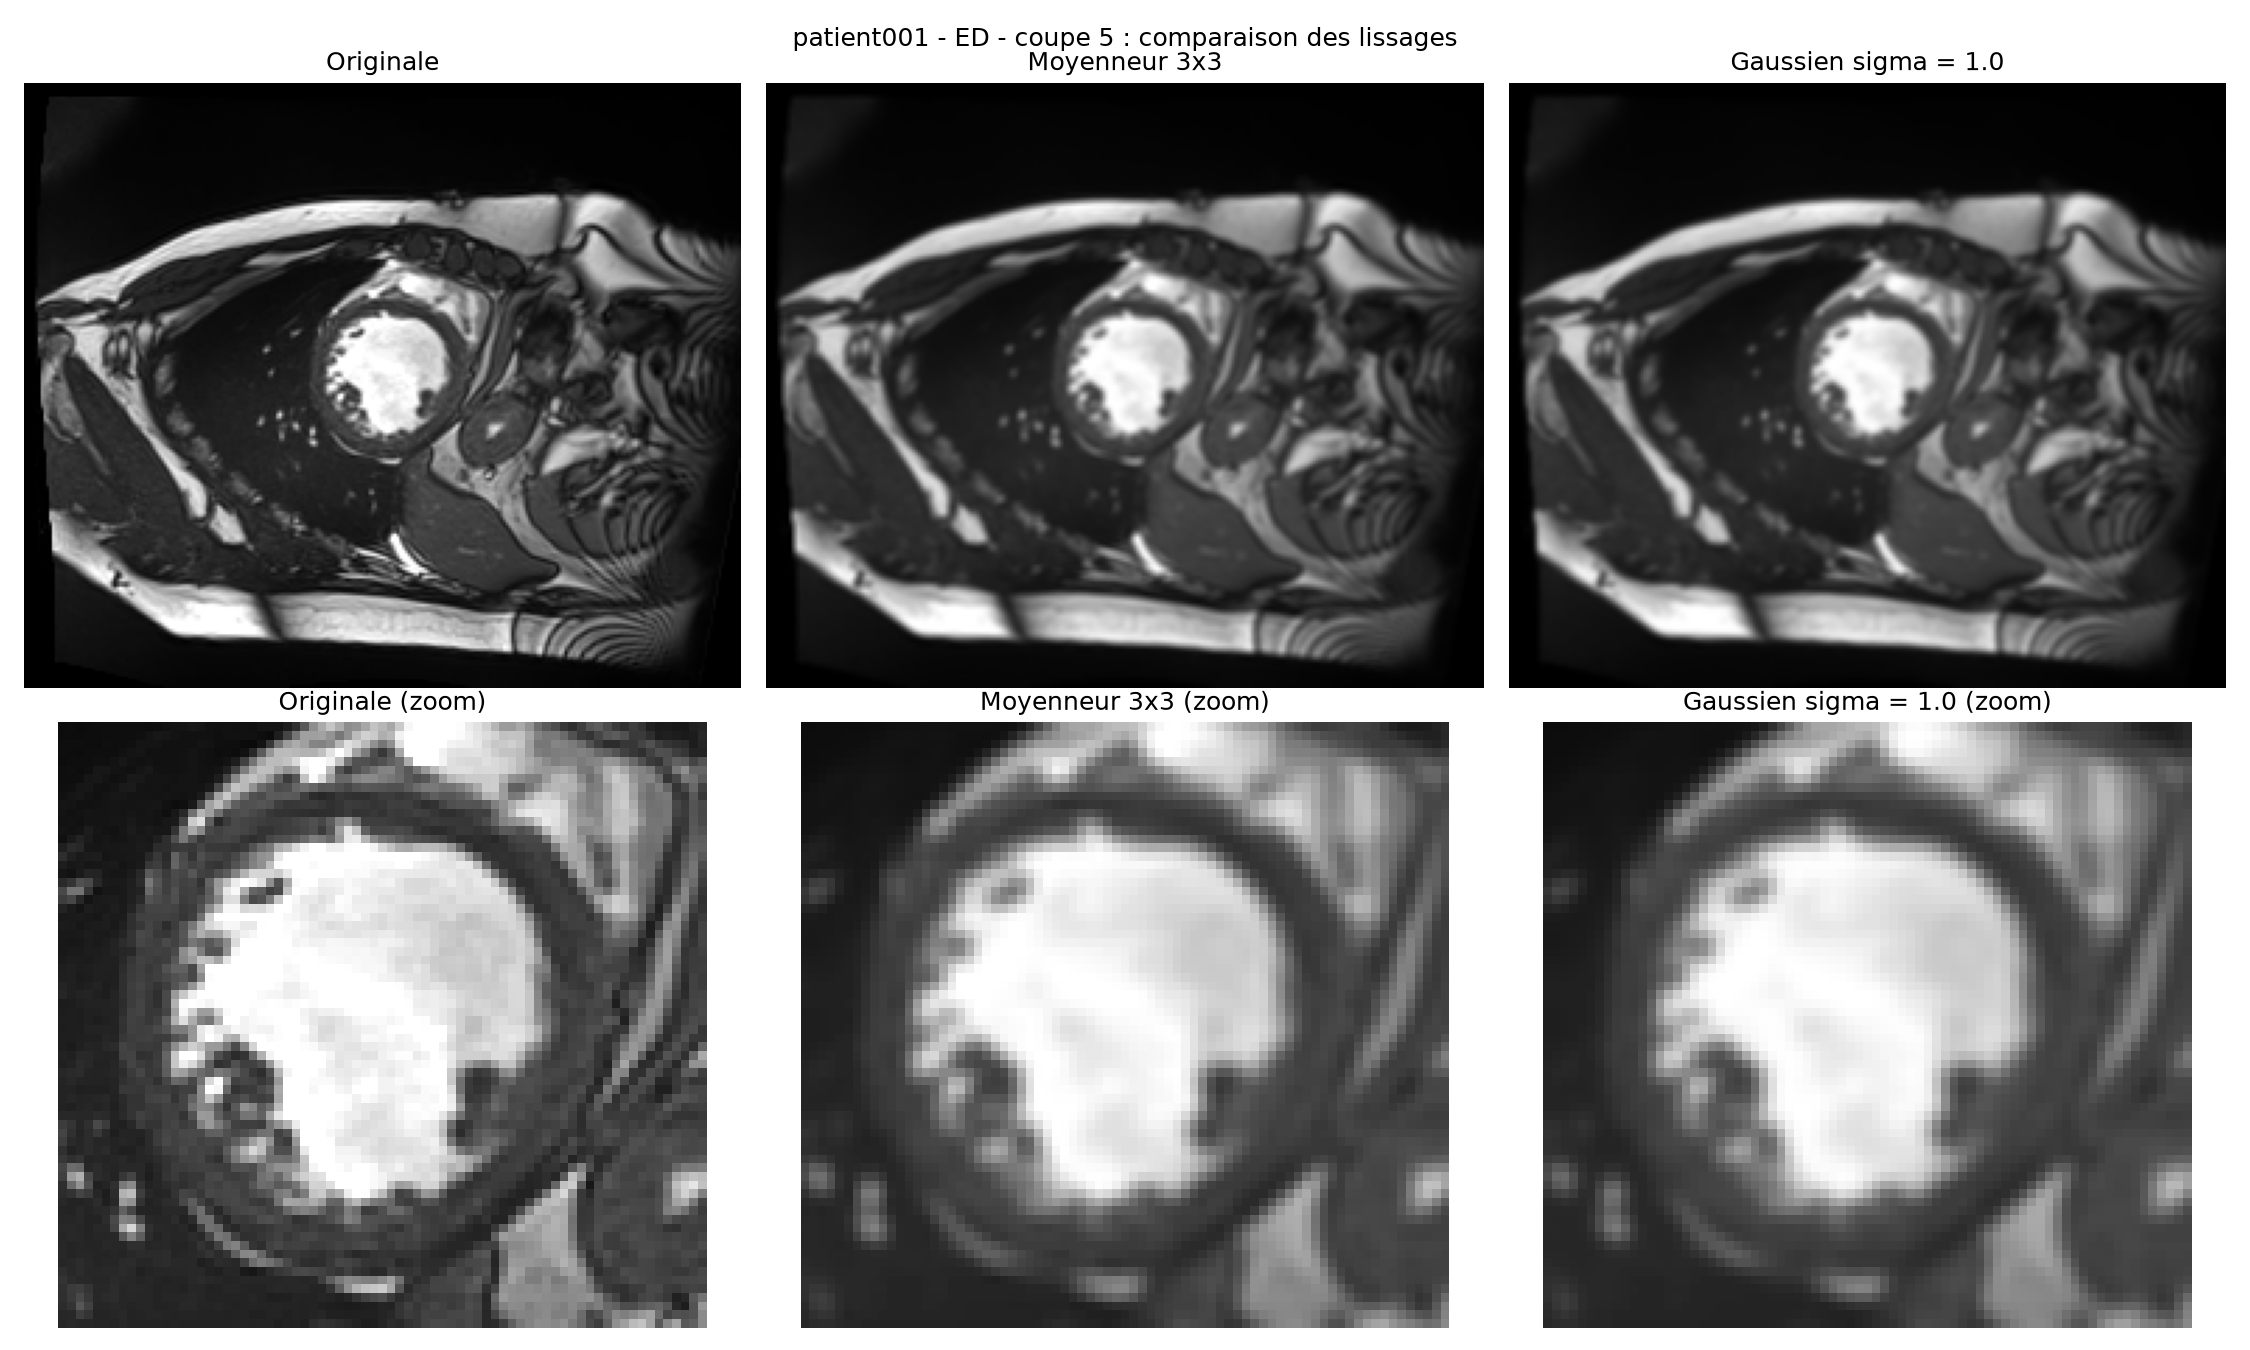 patient001 - ED - coupe 5 : comparaison des lissages
Originale
Moyenneur 3x3
Gaussien sigma = 1.0
Originale (zoom)
Moyenneur 3x3 (zoom)
Gaussien sigma = 1.0 (zoom)